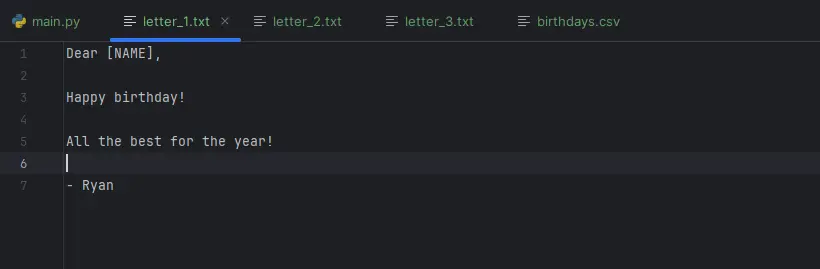 main.py letter_1.txt × letter_2.txt letter_3.txt birthdays.csv
1 Dear [NAME],
2
3 Happy birthday!
4
5 All the best for the year!
6
7 - Ryan